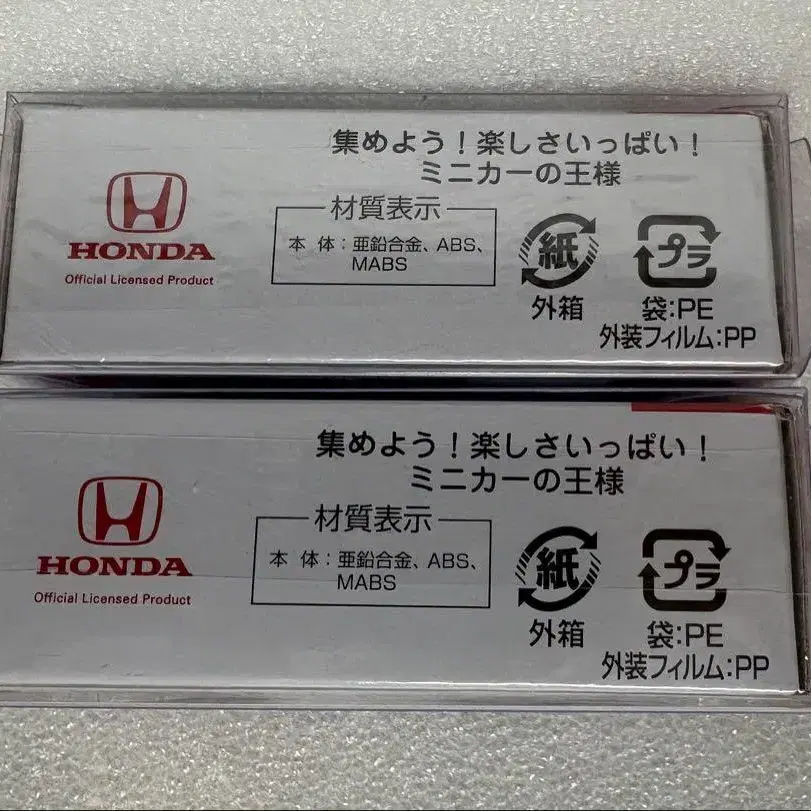 集めよう!楽しさいっぱい!
ミニカーの王様
HONDA
Official Licensed Product
材質表示
本 体:亜鉛合金、ABS、
MABS
紙
外箱
プラ
袋:PE
外装フィルム:PP
集めよう!楽しさいっぱい!
ミニカーの王様
HONDA
Official Licensed Product
材質表示
本 体:亜鉛合金、ABS、
MABS
紙
外箱
プラ
袋:PE
外装フィルム:PP